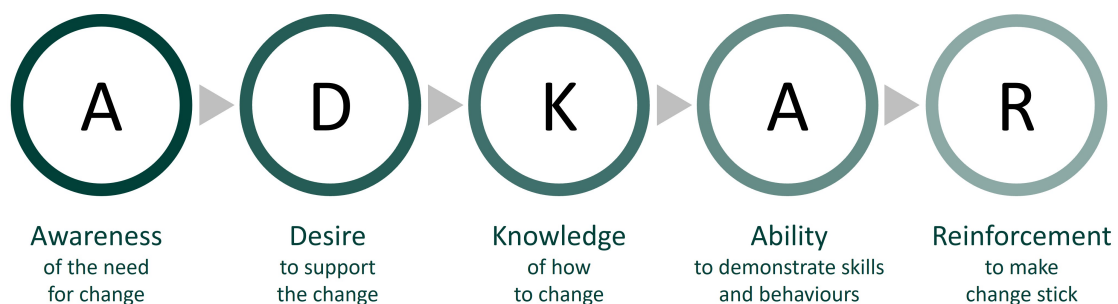 A D K A R
Awareness Desire Knowledge Ability Reinforcement
of the need to support of how to demonstrate skills to make
for change the change to change and behaviours change stick